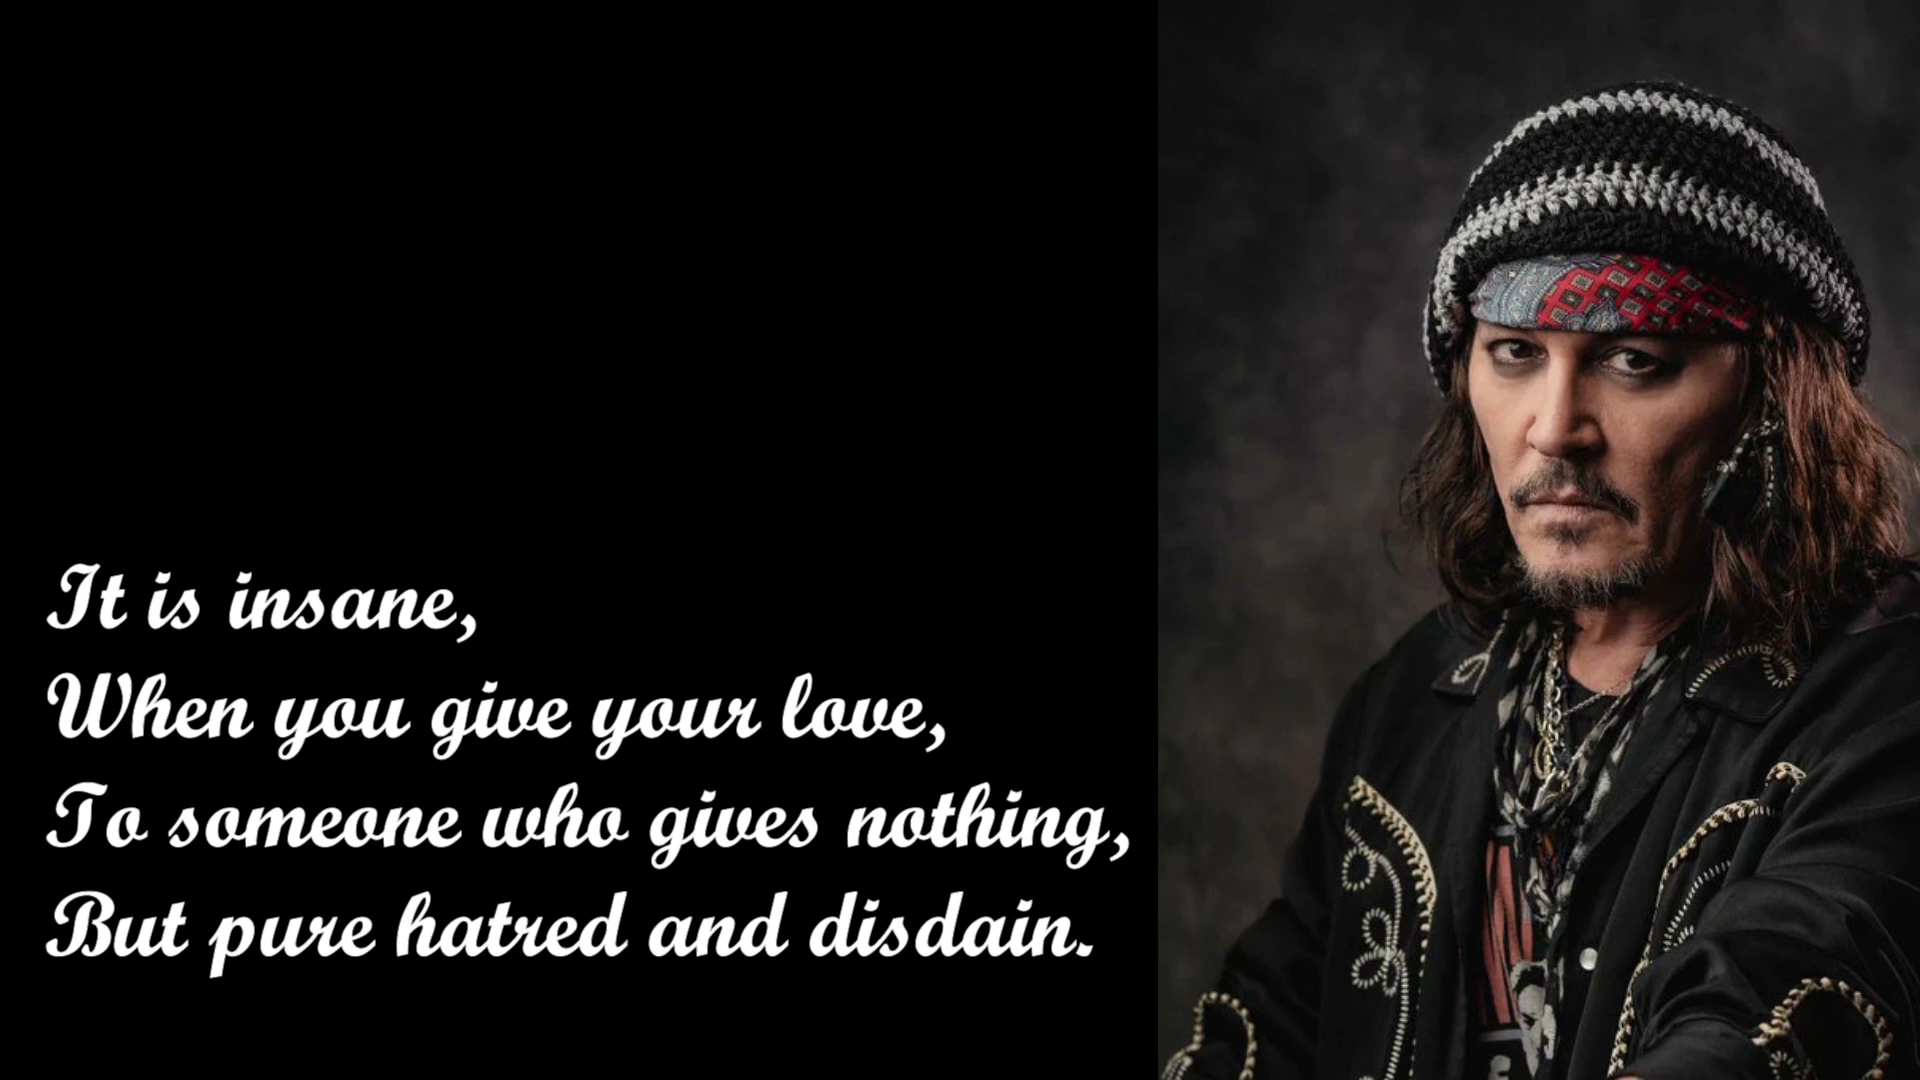 It is insane,
When you give your love,
To someone who gives nothing,
But pure hatred and disdain.